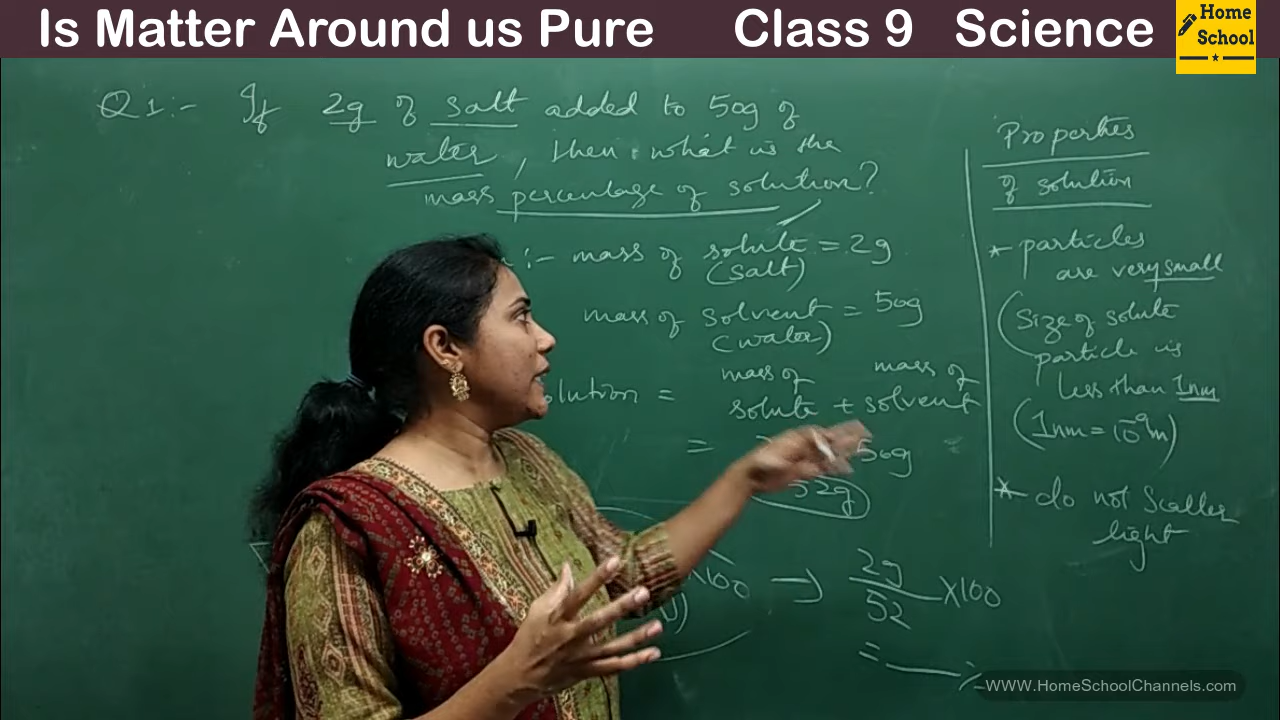 Is Matter Around us Pure Class 9 Science
Home
School
Q1:- If 2g of salt added to 50g of
water, then what is the
mass percentage of solution?
:- mass of solute = 2g
(salt)
mass of solvent = 50g
(water)
mass of mass of
solution = solute + solvent
= 50g
52g
×100 → 2g/52 ×100
= %
Properties
of solution
* particles
are very small
(Size of solute
particle is
less than 1nm
(1nm = 10⁻⁹m)
* do not Scatter
light
WWW.HomeSchoolChannels.com